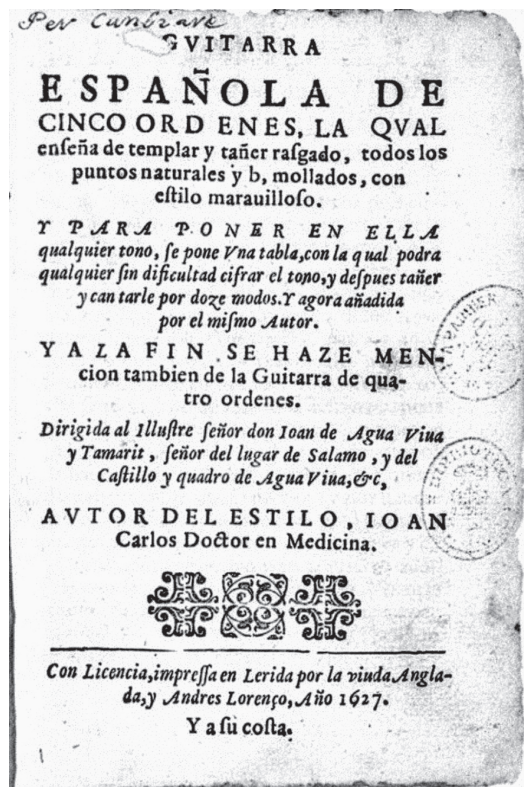 Per
GVITARRA
ESPAÑOLA DE
CINCO ORDENES, LA QVAL
enseña de templar y tañer rasgado, todos los
puntos naturales y b, mollados, con
estilo marauilloso.
Y PARA PONER EN ELLA
qualquier tono, se pone Vna tabla, con la qual podra
qualquier sin dificultad cifrar el tono, y despues tañer
y can tarle por doze modos. Y agora añadida
por el mismo Autor.
Y A LA FIN SE HAZE MEN-
cion tambien de la Guitarra de qua-
tro ordenes.
Dirigida al Illustre señor don Ioan de Agua Viua
y Tamarit, señor del lugar de Salamo, y del
Castillo y quadro de Agua Viua, &c,
AVTOR DEL ESTILO, IOAN
Carlos Doctor en Medicina.
Con Licencia, impressa en Lerida por la viuda Angla-
da, y Andres Lorenço, Año 1627.
Y a su costa.